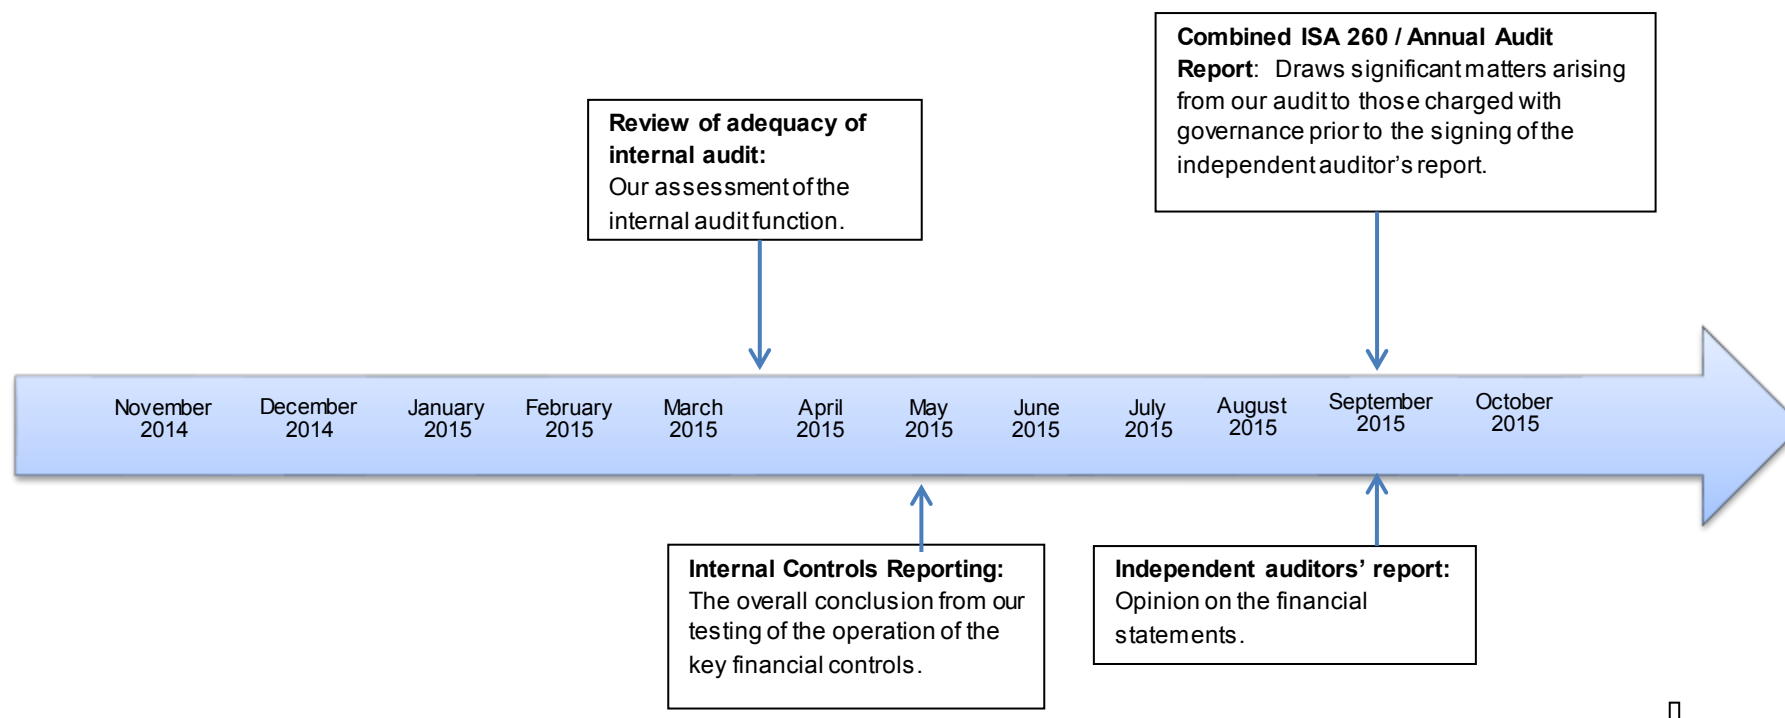 Combined ISA 260 / Annual Audit
Report: Draws significant matters arising
from our audit to those charged with
governance prior to the signing of the
independent auditor’s report.
Review of adequacy of
internal audit:
Our assessment of the
internal audit function.
November
2014
December
2014
January
2015
February
2015
March
2015
April
2015
May
2015
June
2015
July
2015
August
2015
September
2015
October
2015
Internal Controls Reporting:
The overall conclusion from our
testing of the operation of the
key financial controls.
Independent auditors’ report:
Opinion on the financial
statements.